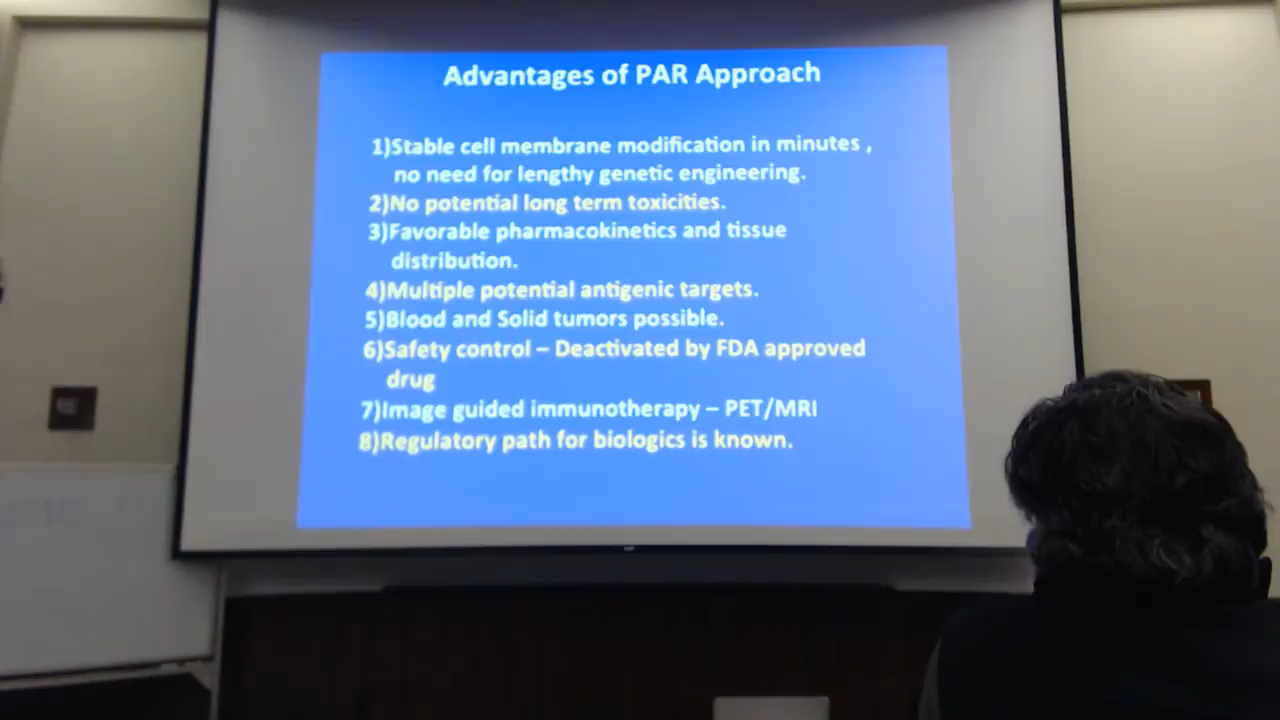 Advantages of PAR Approach
1)Stable cell membrane modification in minutes ,
no need for lengthy genetic engineering.
2)No potential long term toxicities.
3)Favorable pharmacokinetics and tissue
distribution.
4)Multiple potential antigenic targets.
5)Blood and Solid tumors possible.
6)Safety control – Deactivated by FDA approved
drug
7)Image guided immunotherapy – PET/MRI
8)Regulatory path for biologics is known.